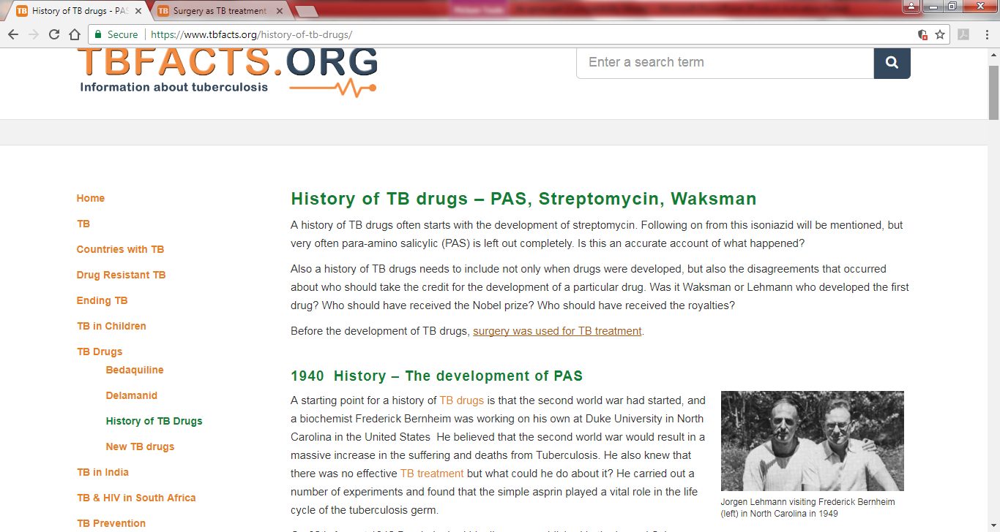 History of TB drugs - PAS
Surgery as TB treatment
Secure
https://www.tbfacts.org/history-of-tb-drugs/
TBFACTS.ORG
Information about tuberculosis
Enter a search term
Home
TB
Countries with TB
Drug Resistant TB
Ending TB
TB in Children
TB Drugs
Bedaquiline
Delamanid
History of TB Drugs
New TB drugs
TB in India
TB & HIV in South Africa
TB Prevention
History of TB drugs – PAS, Streptomycin, Waksman
A history of TB drugs often starts with the development of streptomycin. Following on from this isoniazid will be mentioned, but
very often para-amino salicylic (PAS) is left out completely. Is this an accurate account of what happened?
Also a history of TB drugs needs to include not only when drugs were developed, but also the disagreements that occurred
about who should take the credit for the development of a particular drug. Was it Waksman or Lehmann who developed the first
drug? Who should have received the Nobel prize? Who should have received the royalties?
Before the development of TB drugs, surgery was used for TB treatment.
1940 History – The development of PAS
A starting point for a history of TB drugs is that the second world war had started, and
a biochemist Frederick Bernheim was working on his own at Duke University in North
Carolina in the United States He believed that the second world war would result in a
massive increase in the suffering and deaths from Tuberculosis. He also knew that
there was no effective TB treatment but what could he do about it? He carried out a
number of experiments and found that the simple asprin played a vital role in the life
cycle of the tuberculosis germ.
Jorgen Lehmann visiting Frederick Bernheim
(left) in North Carolina in 1949